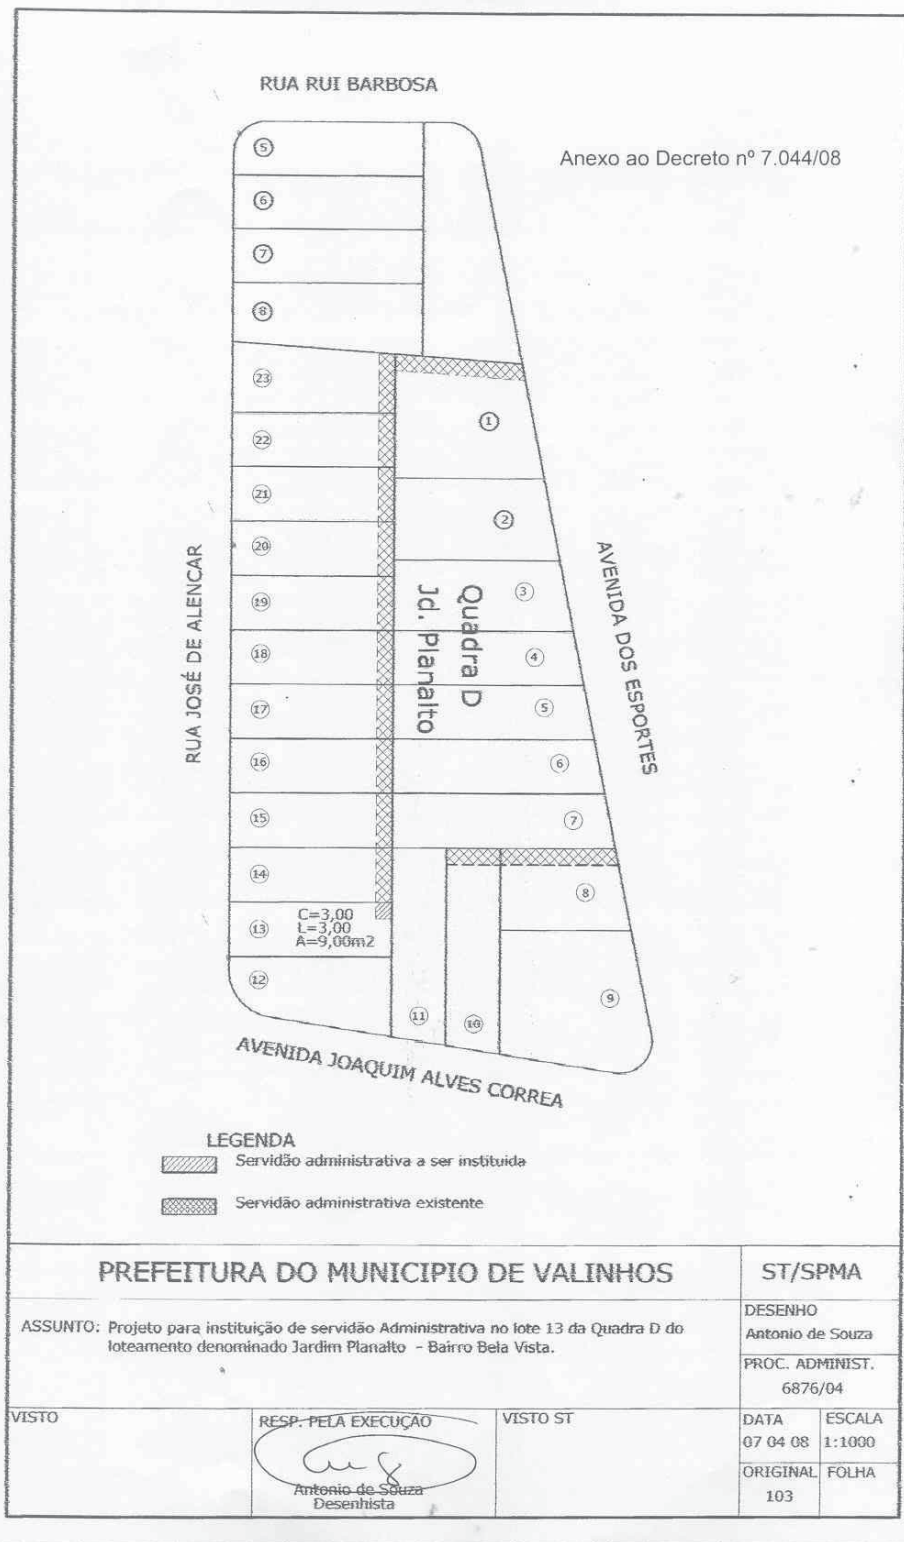 RUA RUI BARBOSA
Anexo ao Decreto nº 7.044/08
5
6
7
8
23
22
21
20
19
18
17
16
15
14
13
12
1
2
3
4
5
6
7
8
9
10
11
C=3,00
L=3,00
A=9,00m2
Quadra D
Jd. Planalto
RUA JOSÉ DE ALENCAR
AVENIDA DOS ESPORTES
AVENIDA JOAQUIM ALVES CORREA
LEGENDA
Servidão administrativa a ser instituida
Servidão administrativa existente
PREFEITURA DO MUNICIPIO DE VALINHOS
ST/SPMA
ASSUNTO: Projeto para instituição de servidão Administrativa no lote 13 da Quadra D do
loteamento denominado Jardim Planalto - Bairro Bela Vista.
DESENHO
Antonio de Souza
PROC. ADMINIST.
6876/04
VISTO
RESP. PELA EXECUÇÃO
Antonio de Souza
Desenhista
VISTO ST
DATA
07 04 08
ESCALA
1:1000
ORIGINAL
103
FOLHA